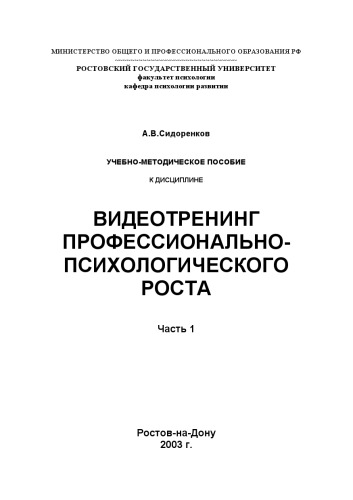 МИНИСТЕРСТВО ОБЩЕГО И ПРОФЕССИОНАЛЬНОГО ОБРАЗОВАНИЯ РФ
РОСТОВСКИЙ ГОСУДАРСТВЕННЫЙ УНИВЕРСИТЕТ
факультет психологии
кафедра психологии развития
А.В.Сидоренков
УЧЕБНО-МЕТОДИЧЕСКОЕ ПОСОБИЕ
К ДИСЦИПЛИНЕ
ВИДЕОТРЕНИНГ
ПРОФЕССИОНАЛЬНО-
ПСИХОЛОГИЧЕСКОГО
РОСТА
Часть 1
Ростов-на-Дону
2003 г.